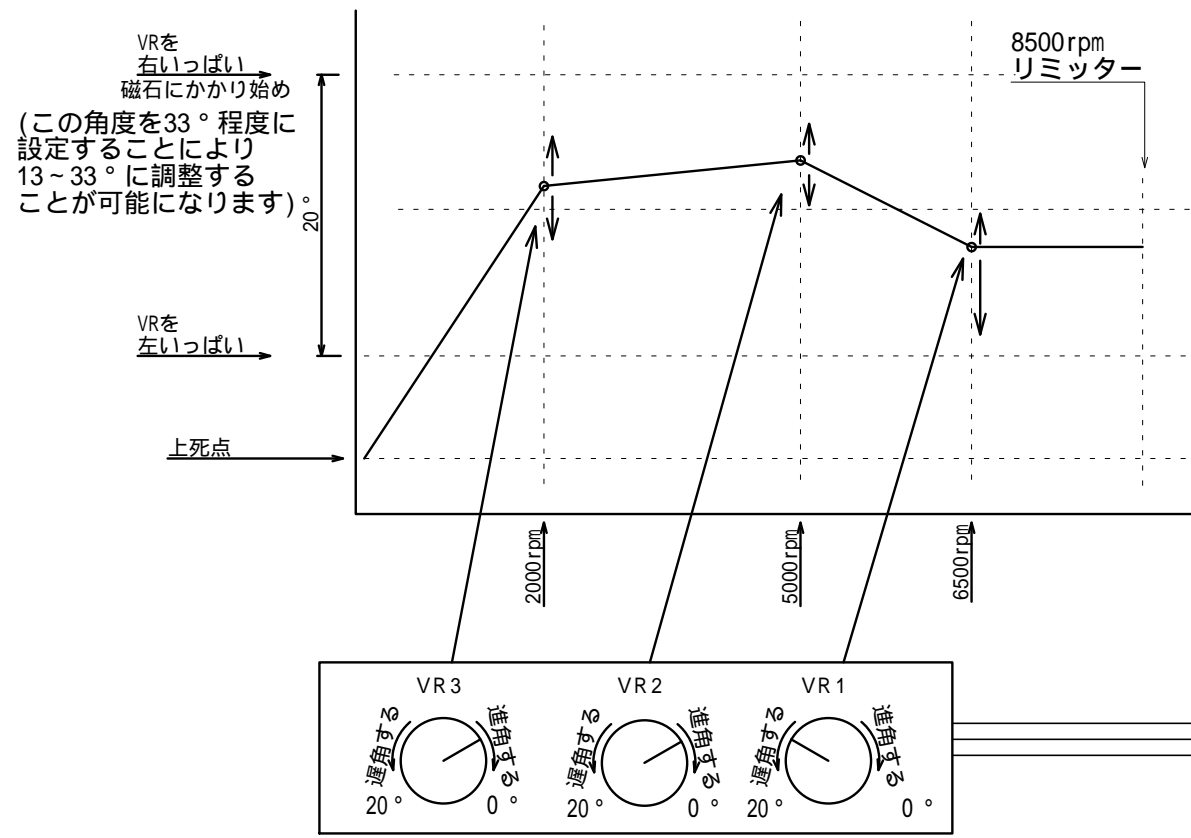 VRを
右いっぱい
磁石にかかり始め
(この角度を33°程度に
設定することにより
13~33°に調整する
ことが可能になります)
20°
VRを
左いっぱい
上死点
8500rpm
リミッター
2000rpm
5000rpm
6500rpm
VR3
遅角する
進角する
20°
0°
VR2
遅角する
進角する
20°
0°
VR1
遅角する
進角する
20°
0°